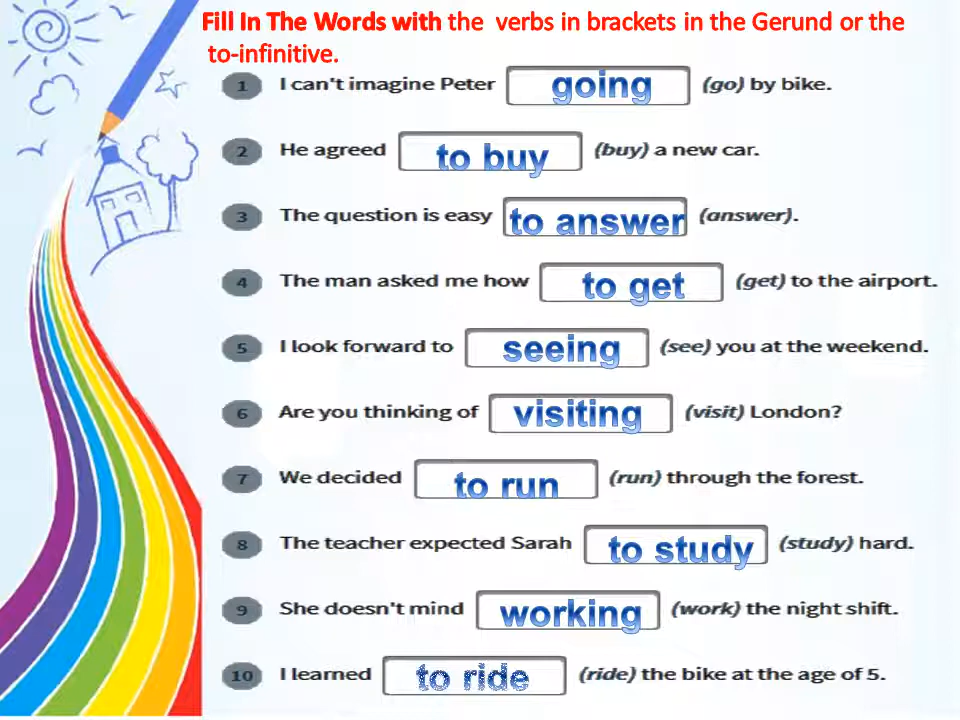 Fill In The Words with the verbs in brackets in the Gerund or the
to-infinitive.
1 I can't imagine Peter going (go) by bike.
2 He agreed to buy (buy) a new car.
3 The question is easy to answer (answer).
4 The man asked me how to get (get) to the airport.
5 I look forward to seeing (see) you at the weekend.
6 Are you thinking of visiting (visit) London?
7 We decided to run (run) through the forest.
8 The teacher expected Sarah to study (study) hard.
9 She doesn't mind working (work) the night shift.
10 I learned to ride (ride) the bike at the age of 5.